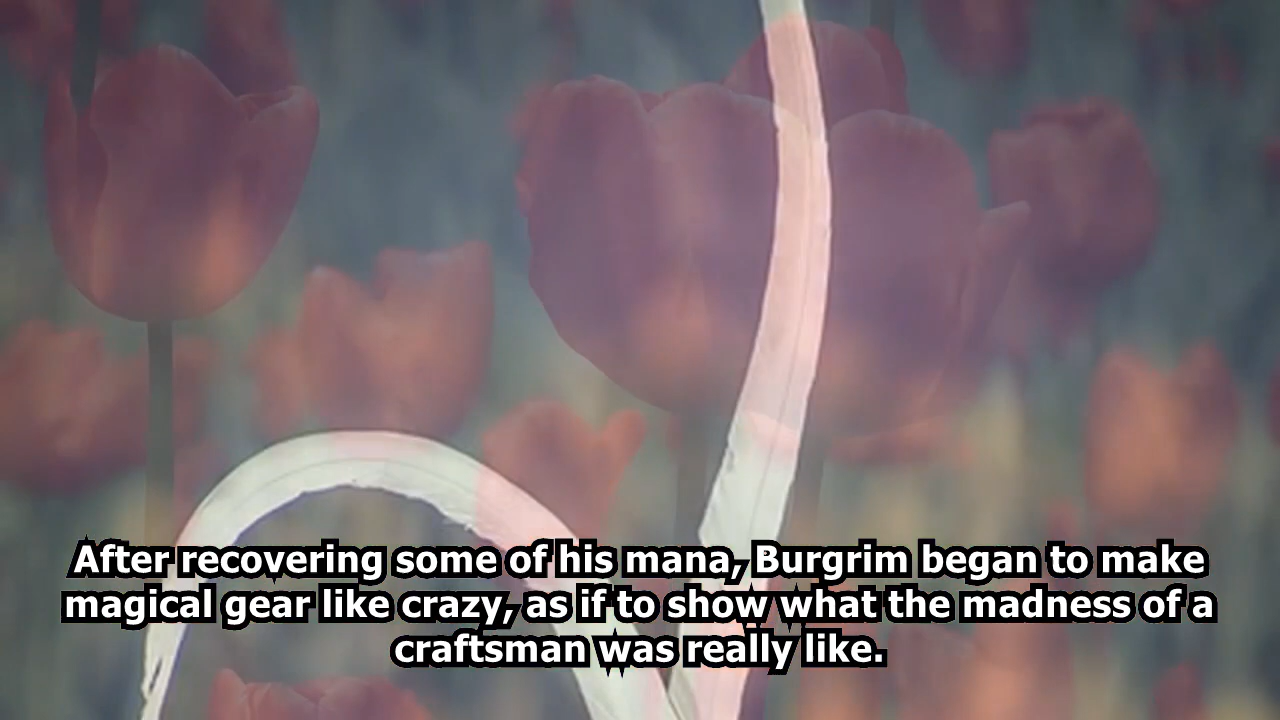 After recovering some of his mana, Burgrim began to make
magical gear like crazy, as if to show what the madness of a
craftsman was really like.